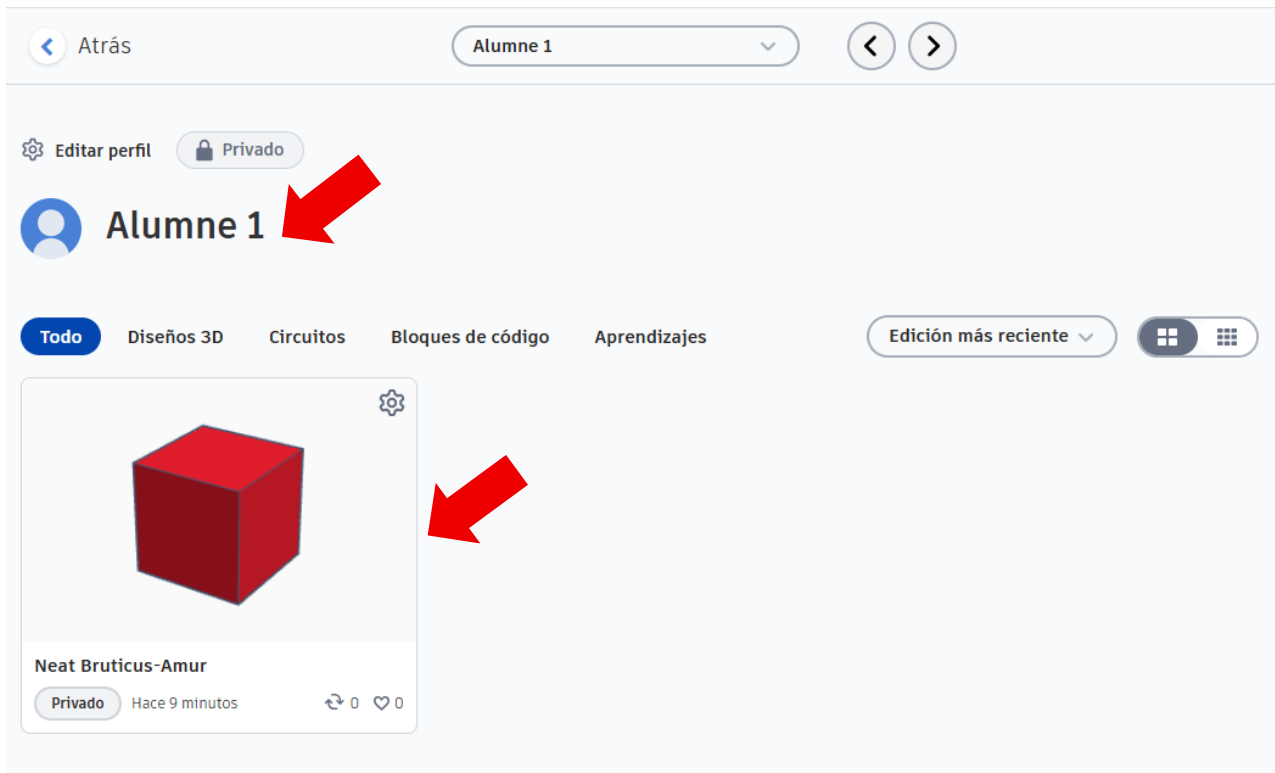 Atrás
Alumne 1
Editar perfil
Privado
Alumne 1
Todo
Diseños 3D
Circuitos
Bloques de código
Aprendizajes
Edición más reciente
Neat Bruticus-Amur
Privado
Hace 9 minutos
0
0